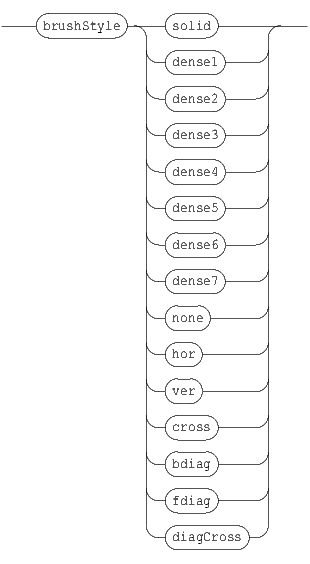 brushStyle solid
dense1
dense2
dense3
dense4
dense5
dense6
dense7
none
hor
ver
cross
bdiag
fdiag
diagCross